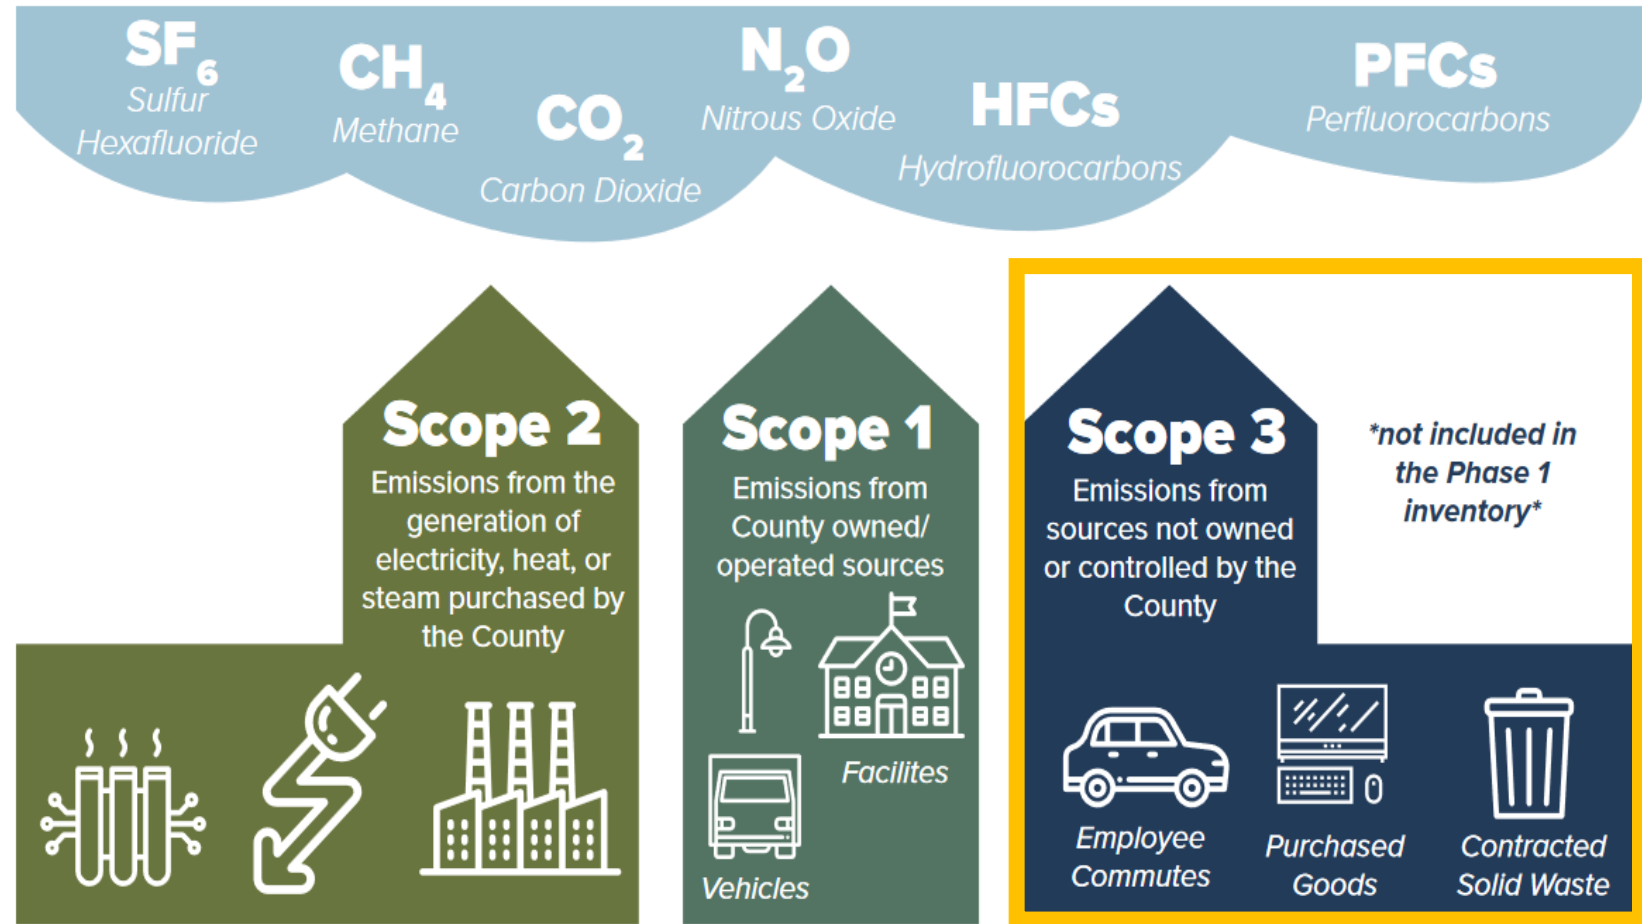 SF6
Sulfur
Hexafluoride
CH4
Methane
CO2
Carbon Dioxide
N2O
Nitrous Oxide
HFCs
Hydrofluorocarbons
PFCs
Perfluorocarbons
Scope 2
Emissions from the
generation of
electricity, heat, or
steam purchased by
the County
Scope 1
Emissions from
County owned/
operated sources
Facilites
Vehicles
Scope 3
Emissions from
sources not owned
or controlled by the
County
*not included in
the Phase 1
inventory*
Employee
Commutes
Purchased
Goods
Contracted
Solid Waste